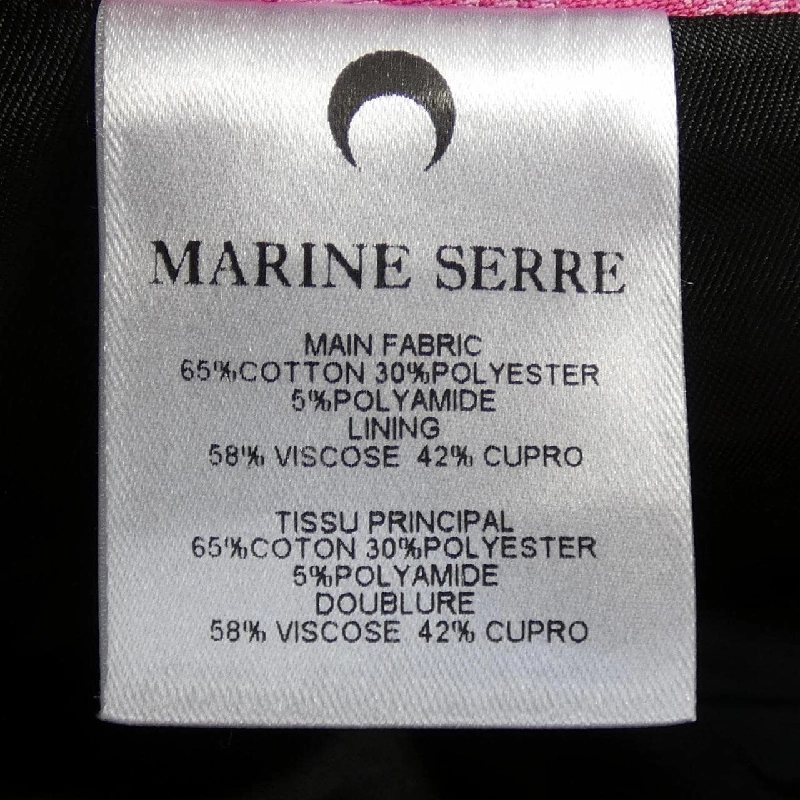 MARINE SERRE
MAIN FABRIC
65%COTTON 30%POLYESTER
5%POLYAMIDE
LINING
58% VISCOSE 42% CUPRO
TISSU PRINCIPAL
65%COTON 30%POLYESTER
5%POLYAMIDE
DOUBLURE
58% VISCOSE 42% CUPRO